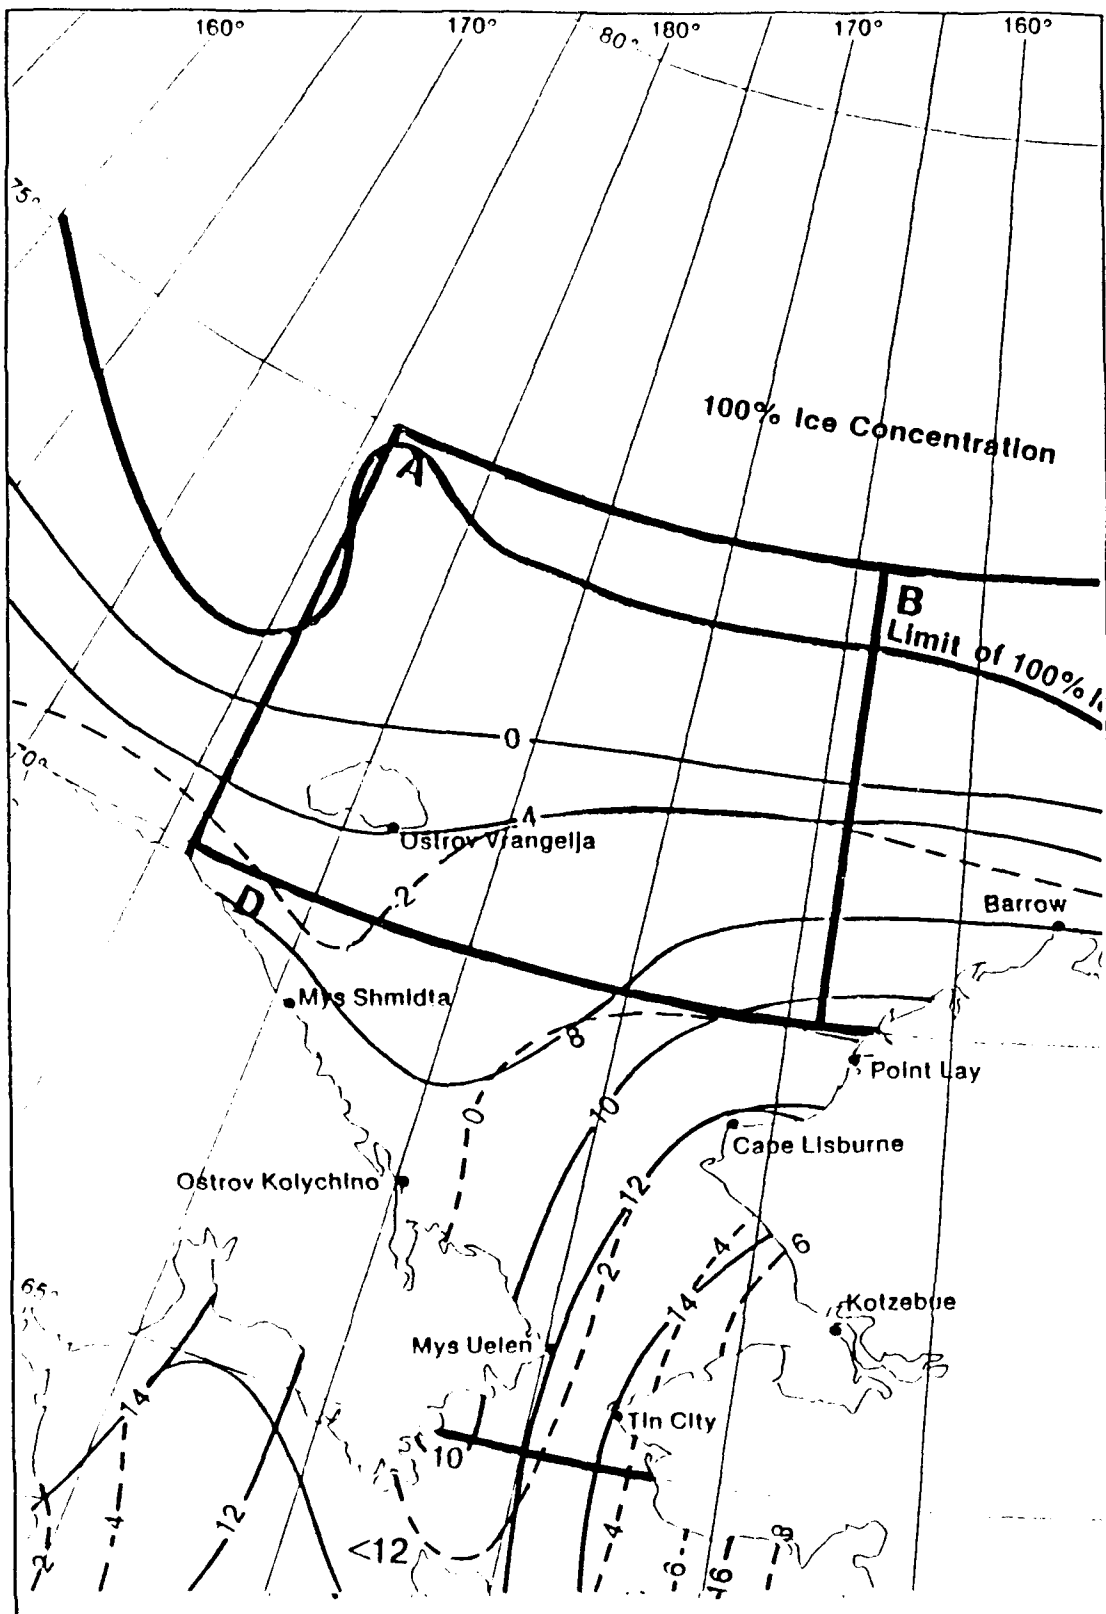 160° 170° 180° 170° 160°
80°
75°
100% Ice Concentration
A
B
Limit of 100% I
0
70°
4
Ostrov Vrangelja
2
D
Barrow
Mys Shmidta
8
Point Lay
0
10
Cape Lisburne
Ostrov Kolychino
12
4
6
2
65°
14
Kotzebue
Mys Uelen
14
Tin City
10
4
12
4
<12
2
6
16
8